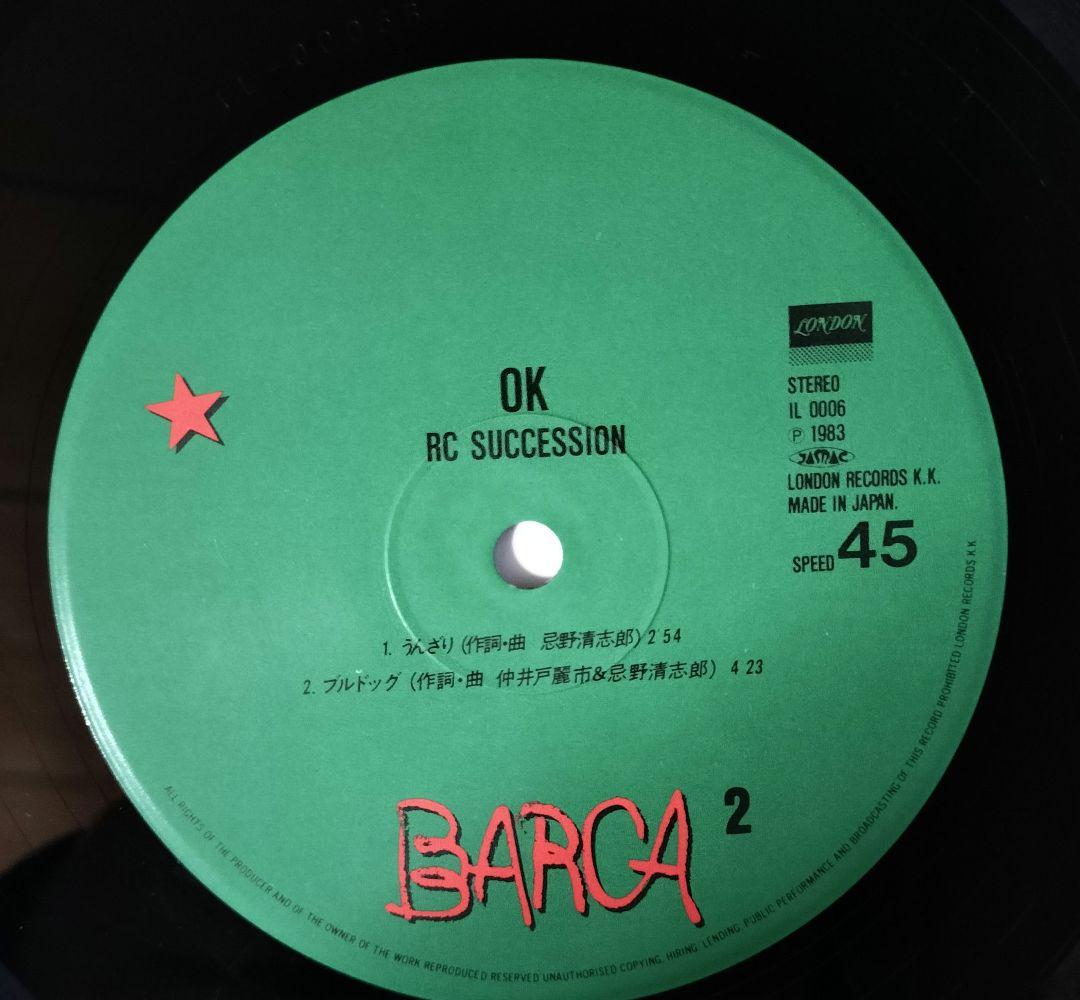 OK
RC SUCCESSION
LONDON
STEREO
IL 0006
Ⓟ 1983
JASRAC
LONDON RECORDS K.K.
MADE IN JAPAN.
SPEED 45
1. うんざり (作詞・曲 忌野清志郎) 2'54
2. ブルドッグ (作詞・曲 仲井戸麗市&忌野清志郎) 4 23
BARCA 2
ALL RIGHTS OF THE PRODUCER AND OF THE OWNER OF THE WORK REPRODUCED RESERVED UNAUTHORISED COPYING, HIRING, LENDING, PUBLIC PERFORMANCE AND BROADCASTING OF THIS RECORD PROHIBITED LONDON RECORDS K.K